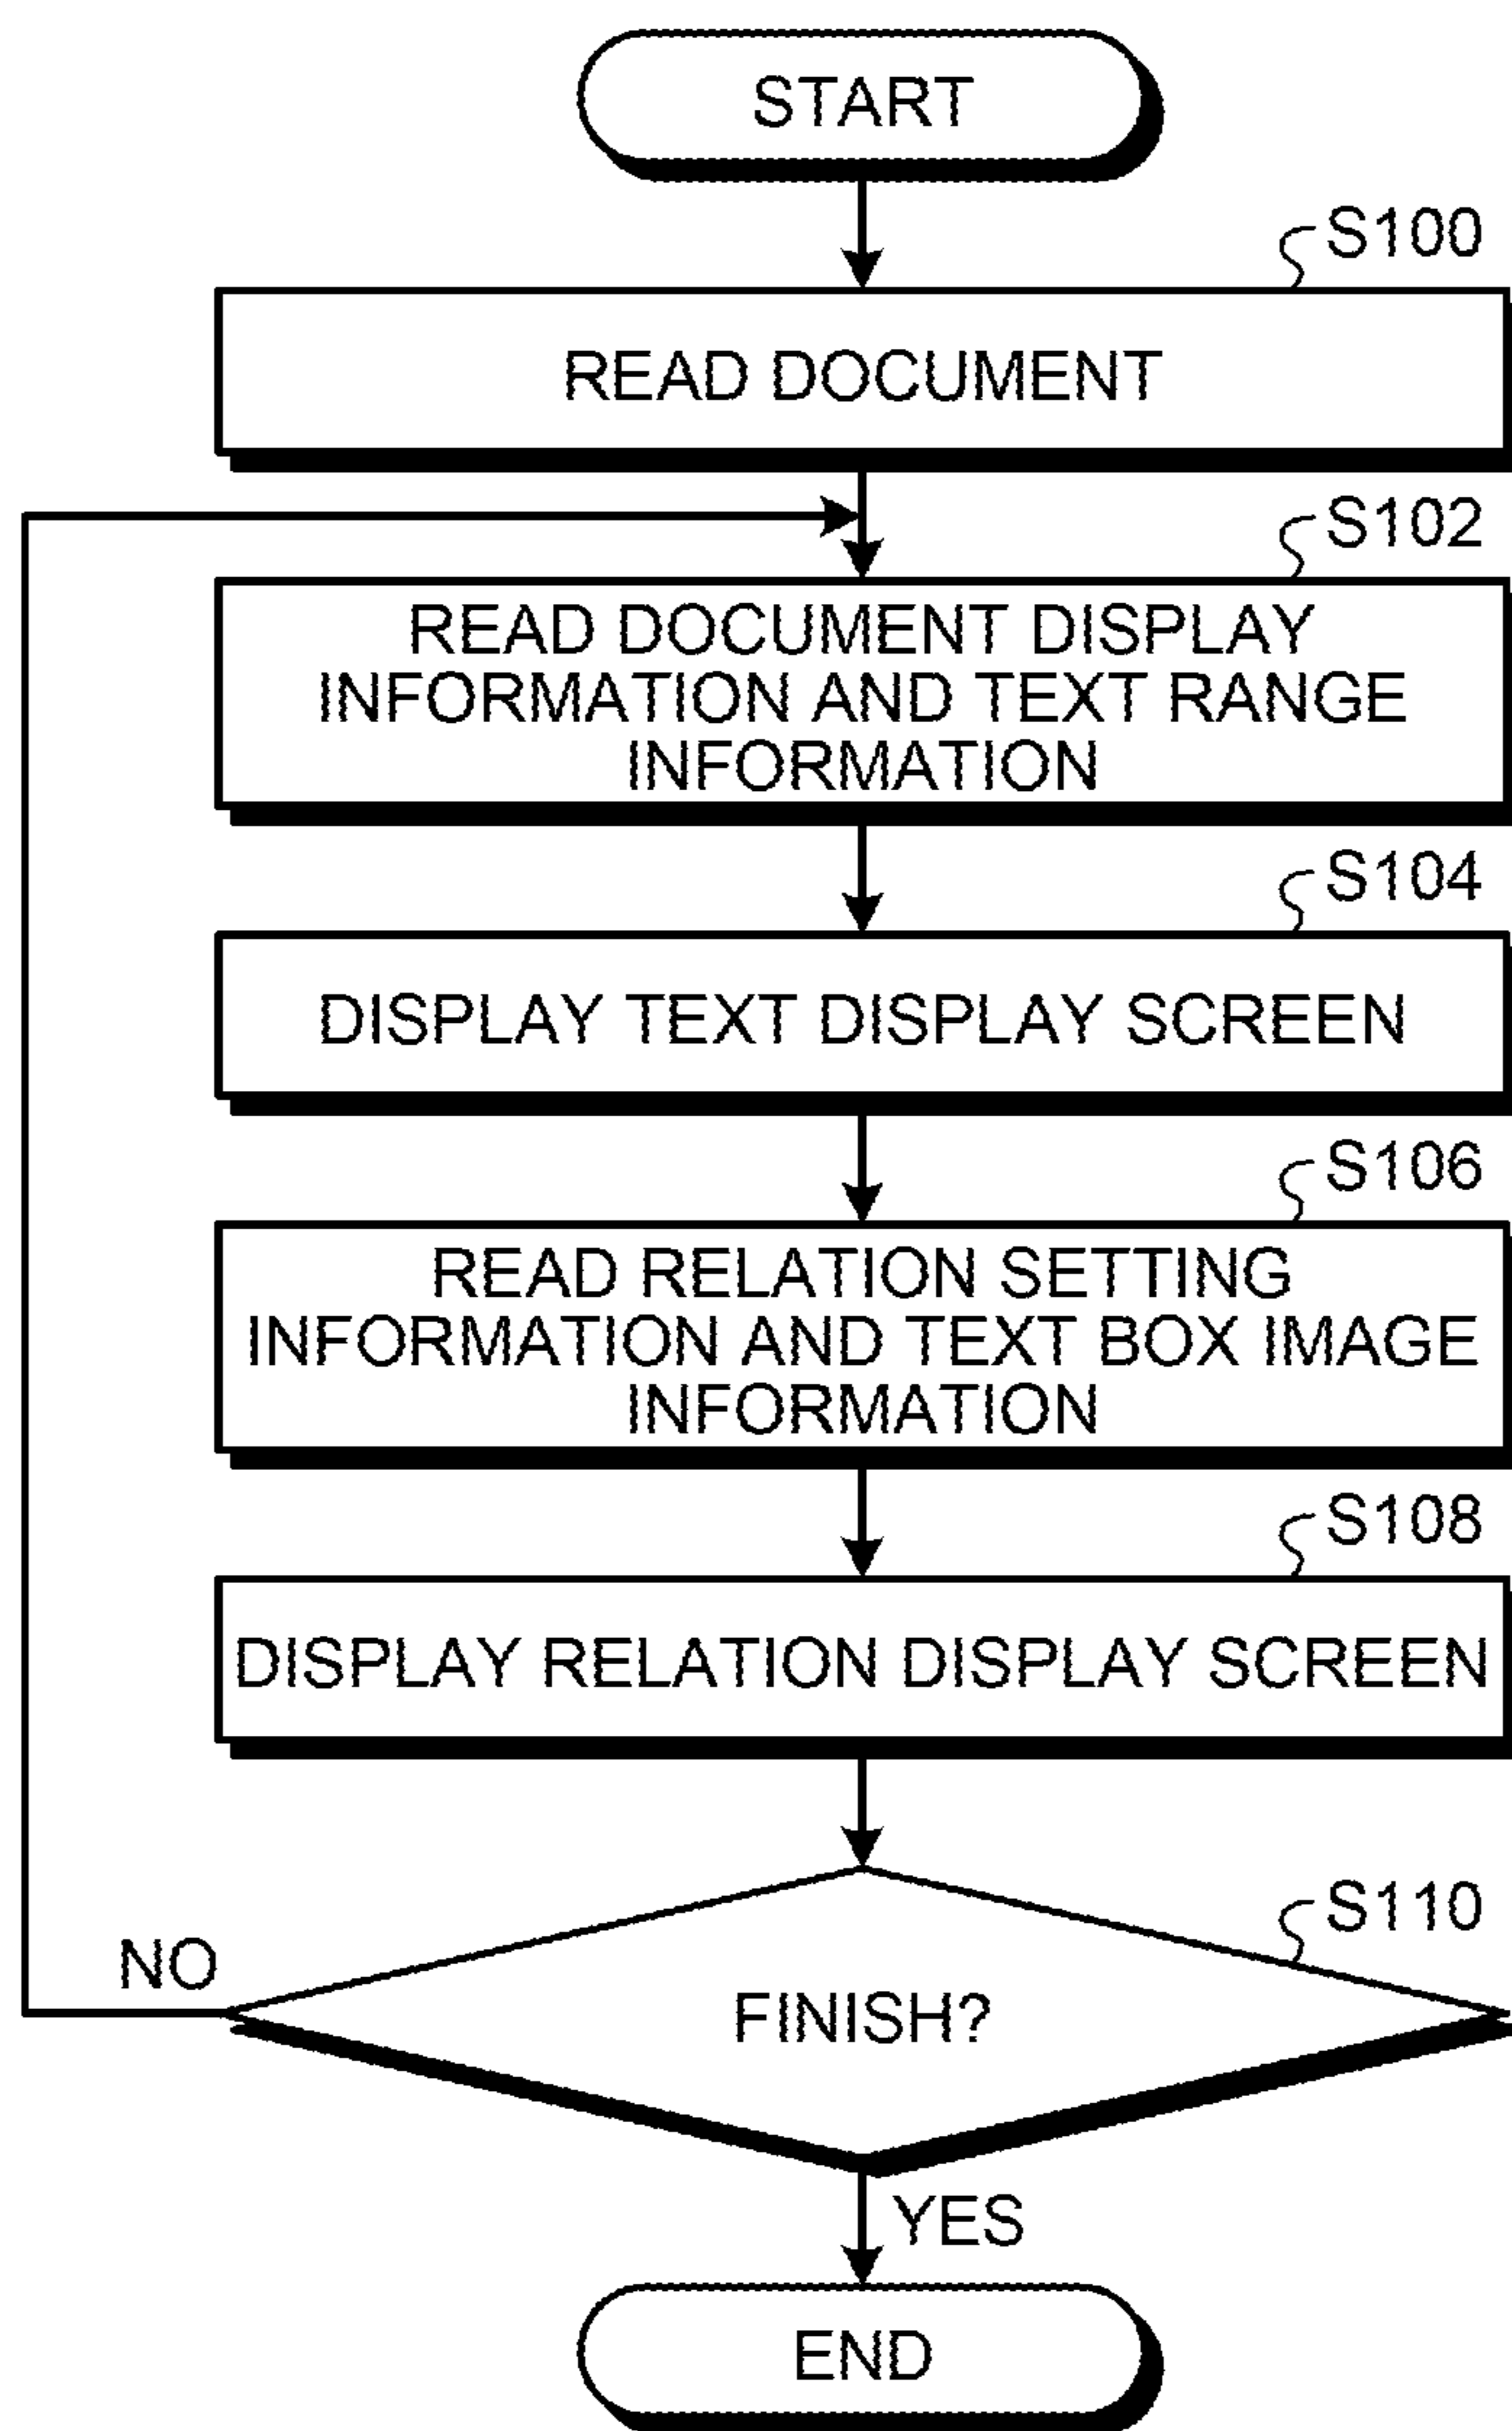 START
S100
READ DOCUMENT
S102
READ DOCUMENT DISPLAY
INFORMATION AND TEXT RANGE
INFORMATION
S104
DISPLAY TEXT DISPLAY SCREEN
S106
READ RELATION SETTING
INFORMATION AND TEXT BOX IMAGE
INFORMATION
S108
DISPLAY RELATION DISPLAY SCREEN
S110
NO
FINISH?
YES
END